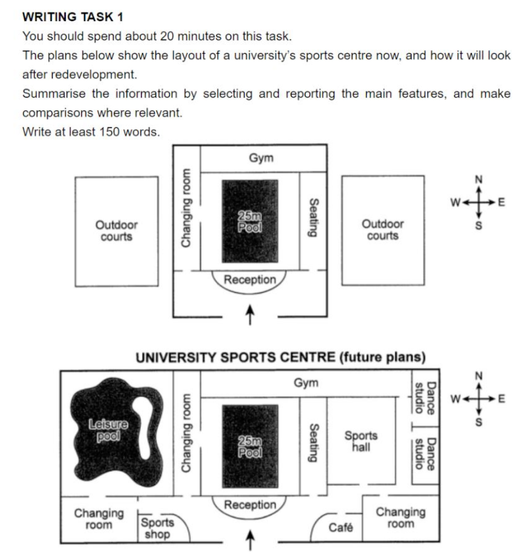 WRITING TASK 1
You should spend about 20 minutes on this task.
The plans below show the layout of a university's sports centre now, and how it will look
after redevelopment.
Summarise the information by selecting and reporting the main features, and make
comparisons where relevant.
Write at least 150 words.
Gym
Changing room
25m
Pool
Seating
Outdoor
courts
Outdoor
courts
Reception
N
W
E
S
UNIVERSITY SPORTS CENTRE (future plans)
Gym
Leisure
pool
Changing room
25m
Pool
Seating
Sports
hall
Dance
studio
Dance
studio
Reception
Changing
room
Sports
shop
Café
Changing
room
N
W
E
S